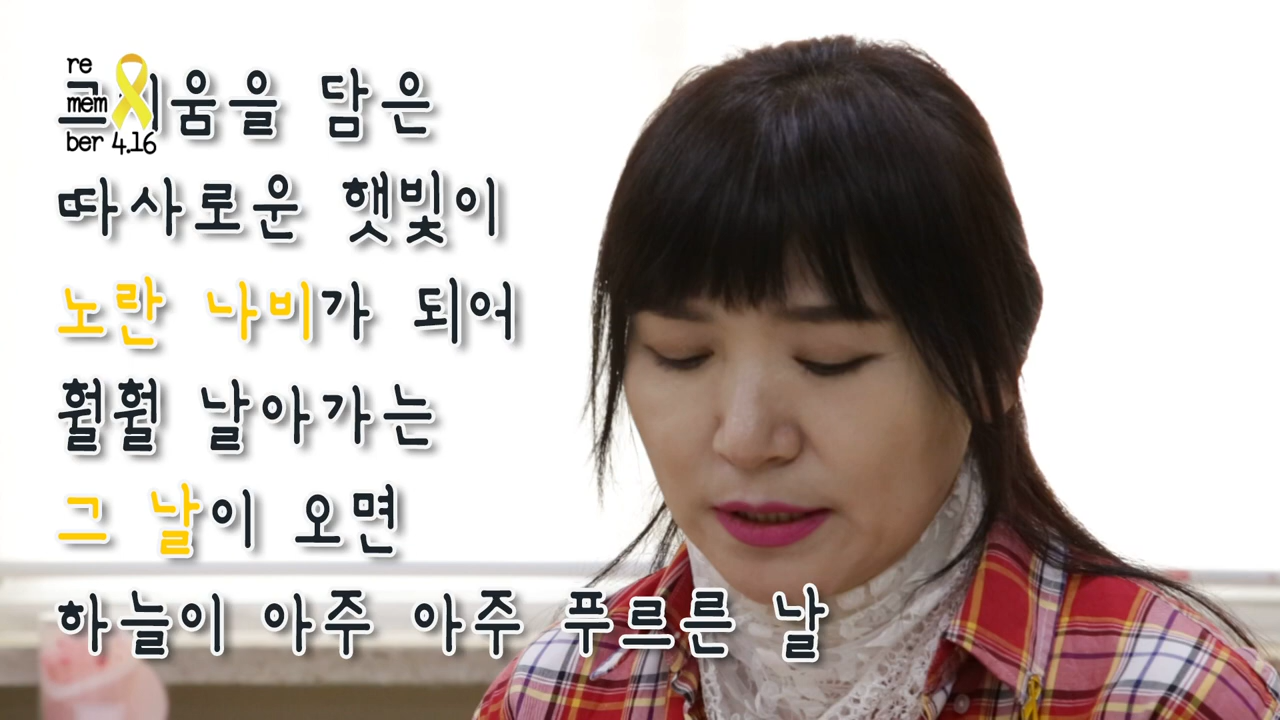 re
mem
ber 4.16
움을 담은
따사로운 햇빛이
노란 나비가 되어
훨훨 날아가는
그 날이 오면
하늘이 아주 아주 푸르른 날